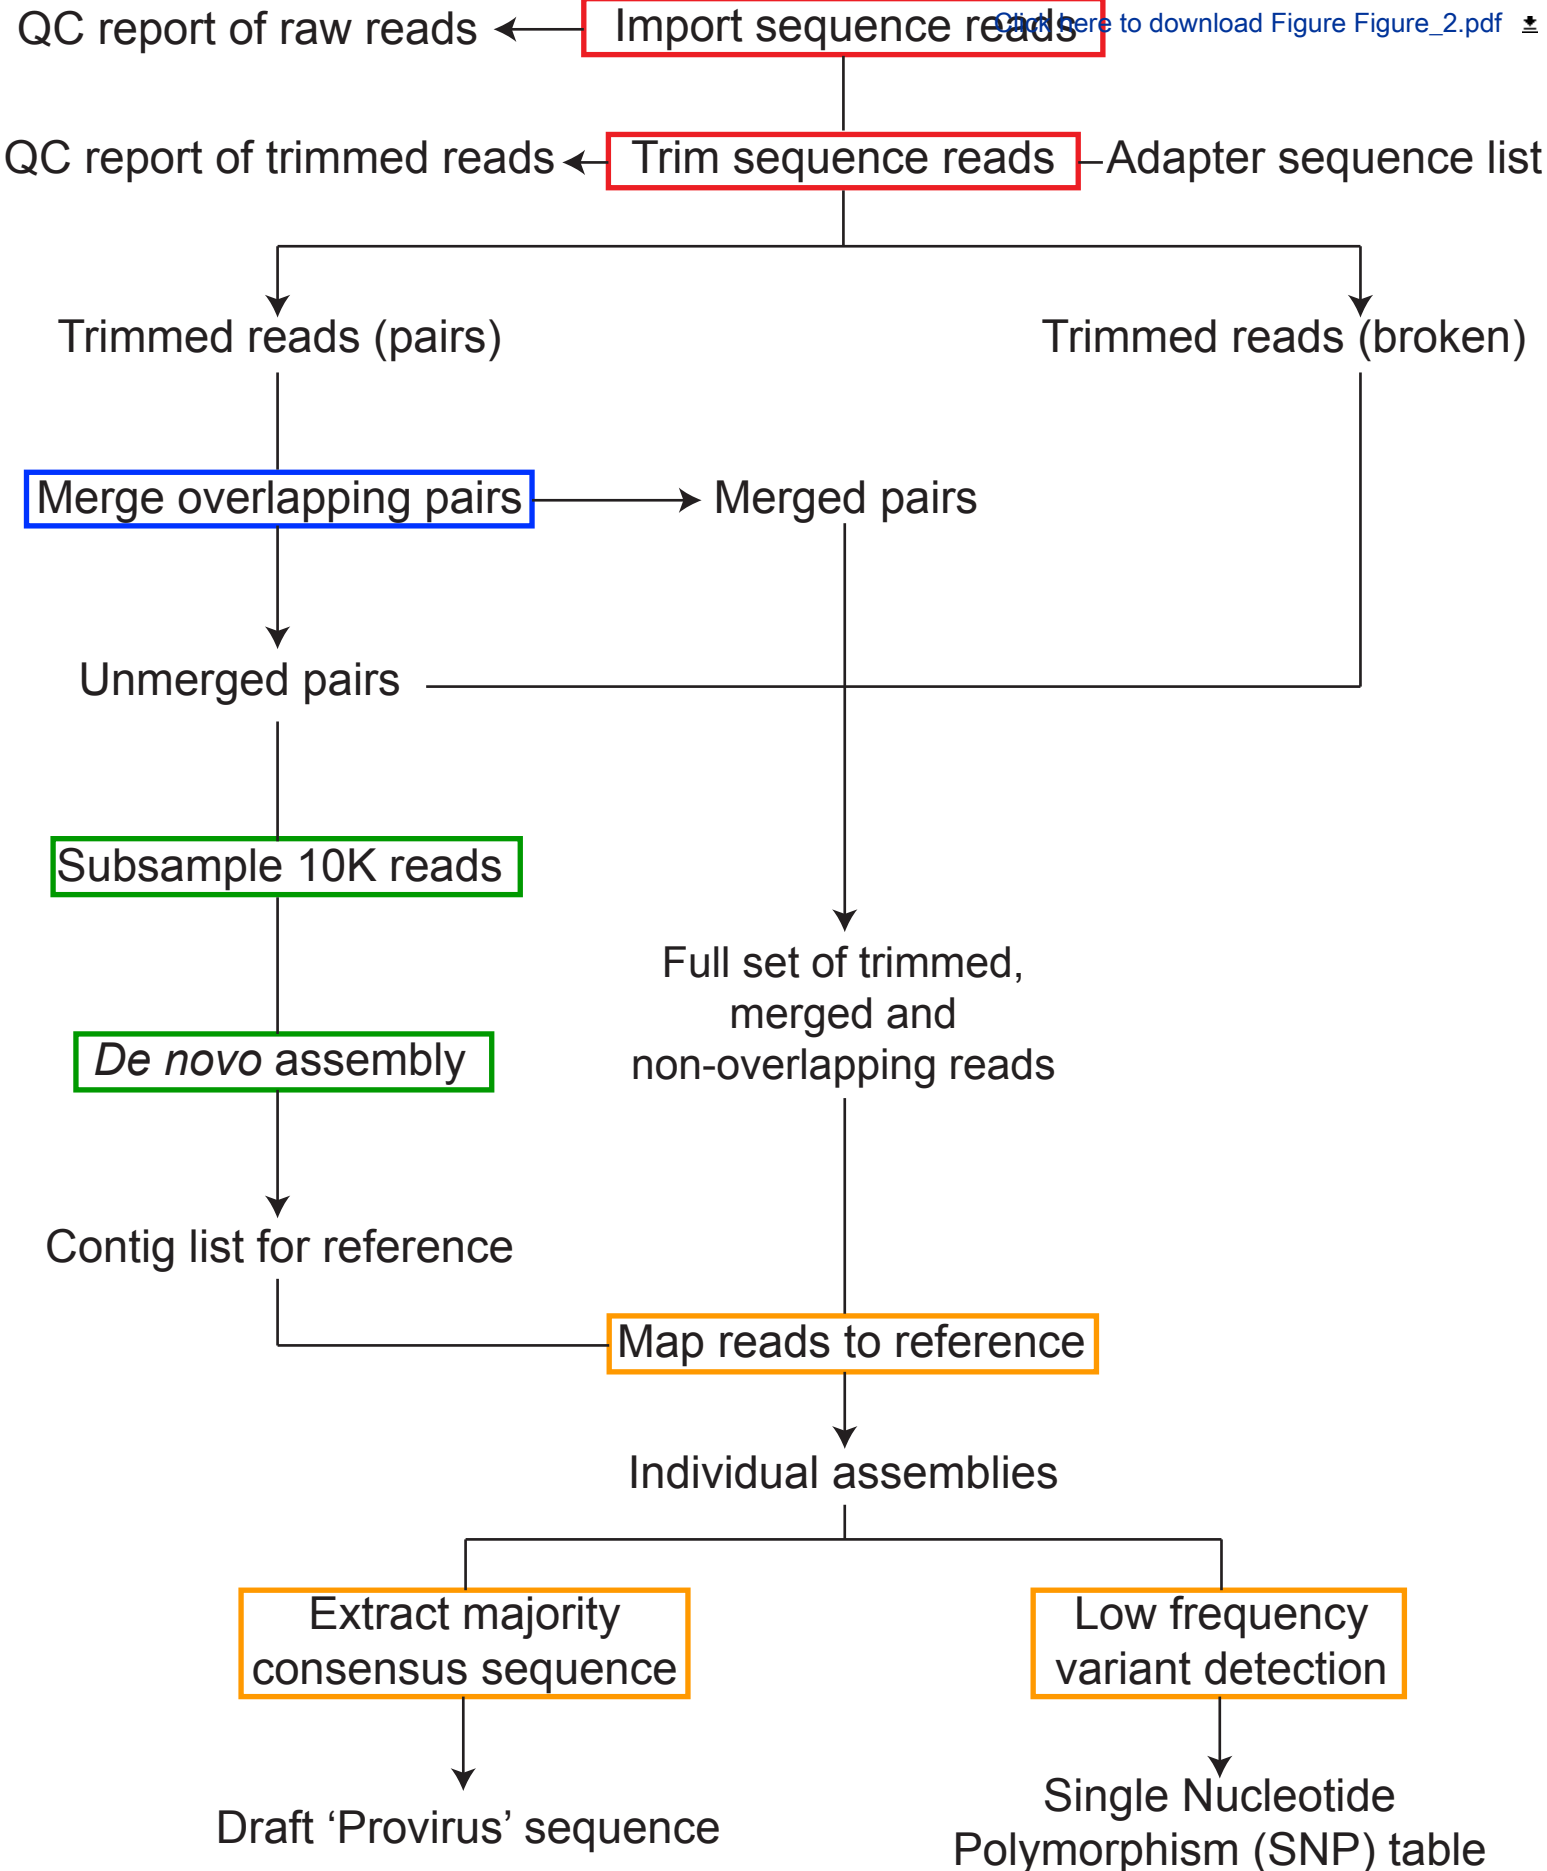 QC report of raw reads
Import sequence reads
Click here to download Figure Figure_2.pdf
QC report of trimmed reads
Trim sequence reads
Adapter sequence list
Trimmed reads (pairs)
Trimmed reads (broken)
Merge overlapping pairs
Merged pairs
Unmerged pairs
Subsample 10K reads
Full set of trimmed,
merged and
non-overlapping reads
De novo assembly
Contig list for reference
Map reads to reference
Individual assemblies
Extract majority
consensus sequence
Low frequency
variant detection
Draft ‘Provirus’ sequence
Single Nucleotide
Polymorphism (SNP) table